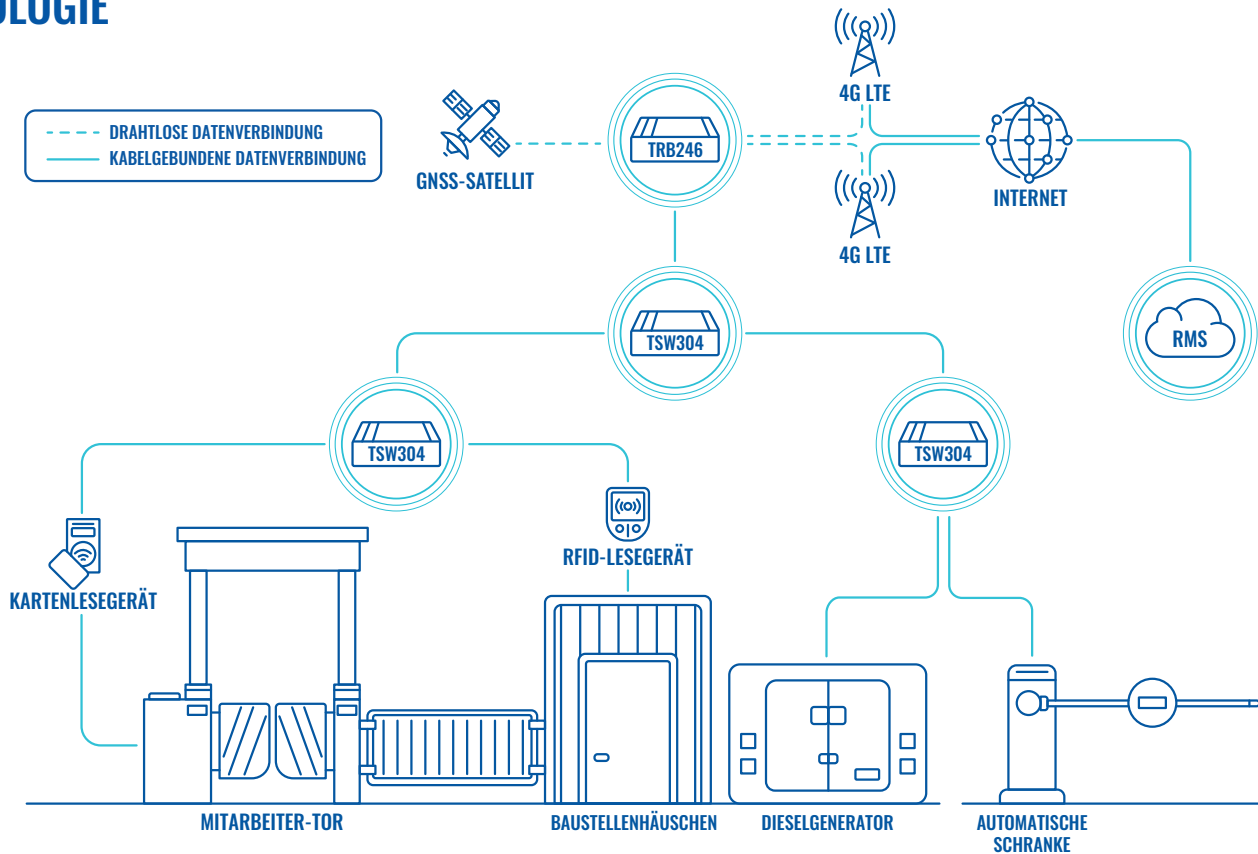 4G LTE
DRAHTLOSE DATENVERBINDUNG
KABELGEBUNDENE DATENVERBINDUNG
GNSS-SATELLIT
TRB246
INTERNET
4G LTE
TSW304
RMS
TSW304
TSW304
KARTENLESEGERÄT
RFID-LESEGERÄT
MITARBEITER-TOR
BAUSTELLENHÄUSCHEN
DIESELGENERATOR
AUTOMATISCHE
SCHRANKE